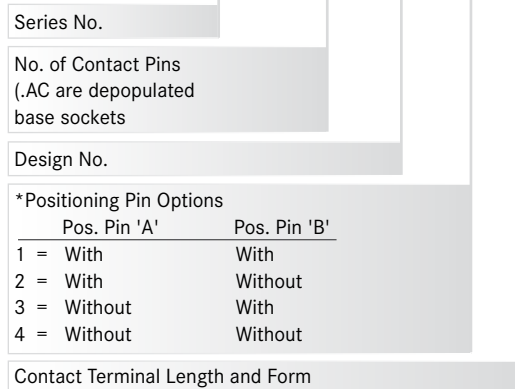 Series No.
No. of Contact Pins
(.AC are depopulated
base sockets
Design No.
*Positioning Pin Options
Pos. Pin 'A' Pos. Pin 'B'
1 = With With
2 = With Without
3 = Without With
4 = Without Without
Contact Terminal Length and Form